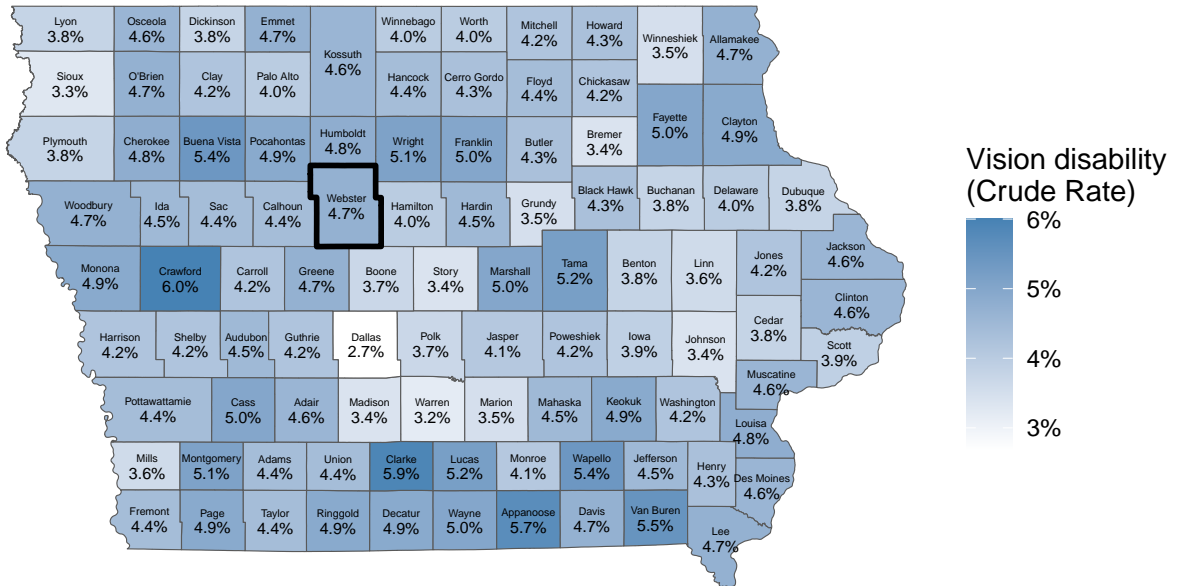 Lyon
3.8%
Osceola
4.6%
Dickinson
3.8%
Emmet
4.7%
Kossuth
4.6%
Winnebago
4.0%
Worth
4.0%
Mitchell
4.2%
Howard
4.3%
Winneshiek
3.5%
Allamakee
4.7%
Sioux
3.3%
O'Brien
4.7%
Clay
4.2%
Palo Alto
4.0%
Hancock
4.4%
Cerro Gordo
4.3%
Floyd
4.4%
Chickasaw
4.2%
Fayette
5.0%
Clayton
4.9%
Plymouth
3.8%
Cherokee
4.8%
Buena Vista
5.4%
Pocahontas
4.9%
Humboldt
4.8%
Wright
5.1%
Franklin
5.0%
Butler
4.3%
Bremer
3.4%
Woodbury
4.7%
Ida
4.5%
Sac
4.4%
Calhoun
4.4%
Webster
4.7%
Hamilton
4.0%
Hardin
4.5%
Grundy
3.5%
Black Hawk
4.3%
Buchanan
3.8%
Delaware
4.0%
Dubuque
3.8%
Monona
4.9%
Crawford
6.0%
Carroll
4.2%
Greene
4.7%
Boone
3.7%
Story
3.4%
Marshall
5.0%
Tama
5.2%
Benton
3.8%
Linn
3.6%
Jones
4.2%
Jackson
4.6%
Clinton
4.6%
Harrison
4.2%
Shelby
4.2%
Audubon
4.5%
Guthrie
4.2%
Dallas
2.7%
Polk
3.7%
Jasper
4.1%
Poweshiek
4.2%
Iowa
3.9%
Johnson
3.4%
Cedar
3.8%
Scott
3.9%
Muscatine
4.6%
Pottawattamie
4.4%
Cass
5.0%
Adair
4.6%
Madison
3.4%
Warren
3.2%
Marion
3.5%
Mahaska
4.5%
Keokuk
4.9%
Washington
4.2%
Louisa
4.8%
Mills
3.6%
Montgomery
5.1%
Adams
4.4%
Union
4.4%
Clarke
5.9%
Lucas
5.2%
Monroe
4.1%
Wapello
5.4%
Jefferson
4.5%
Henry
4.3%
Des Moines
4.6%
Fremont
4.4%
Page
4.9%
Taylor
4.4%
Ringgold
4.9%
Decatur
4.9%
Wayne
5.0%
Appanoose
5.7%
Davis
4.7%
Van Buren
5.5%
Lee
4.7%
Vision disability
(Crude Rate)
6%
5%
4%
3%